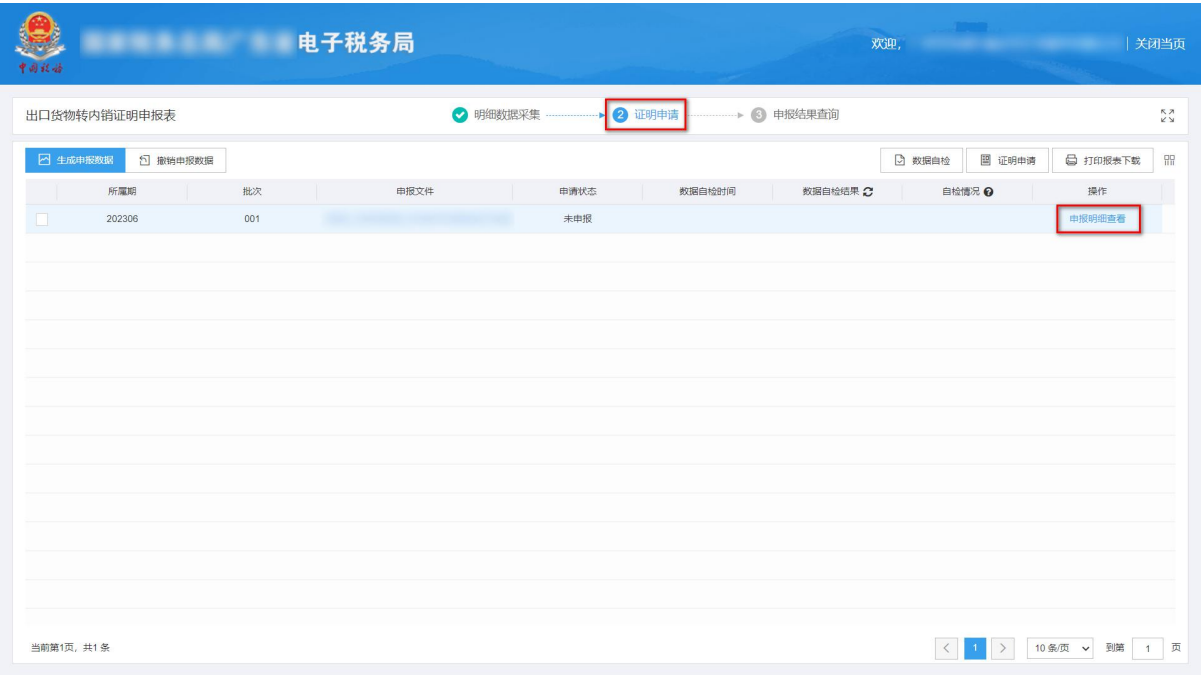 电子税务局
欢迎,
关闭当页
中国税务
出口货物转内销证明申报表
明细数据采集
2 证明申请
3 申报结果查询
生成申报数据 撤销申报数据 数据自检 证明申请 打印报表下载
所属期 批次 申报文件 申请状态 数据自检时间 数据自检结果 自检情况 操作
202306 001 未申报 申报明细查看
当前第1页, 共1条 1 10 条/页 到第 1 页